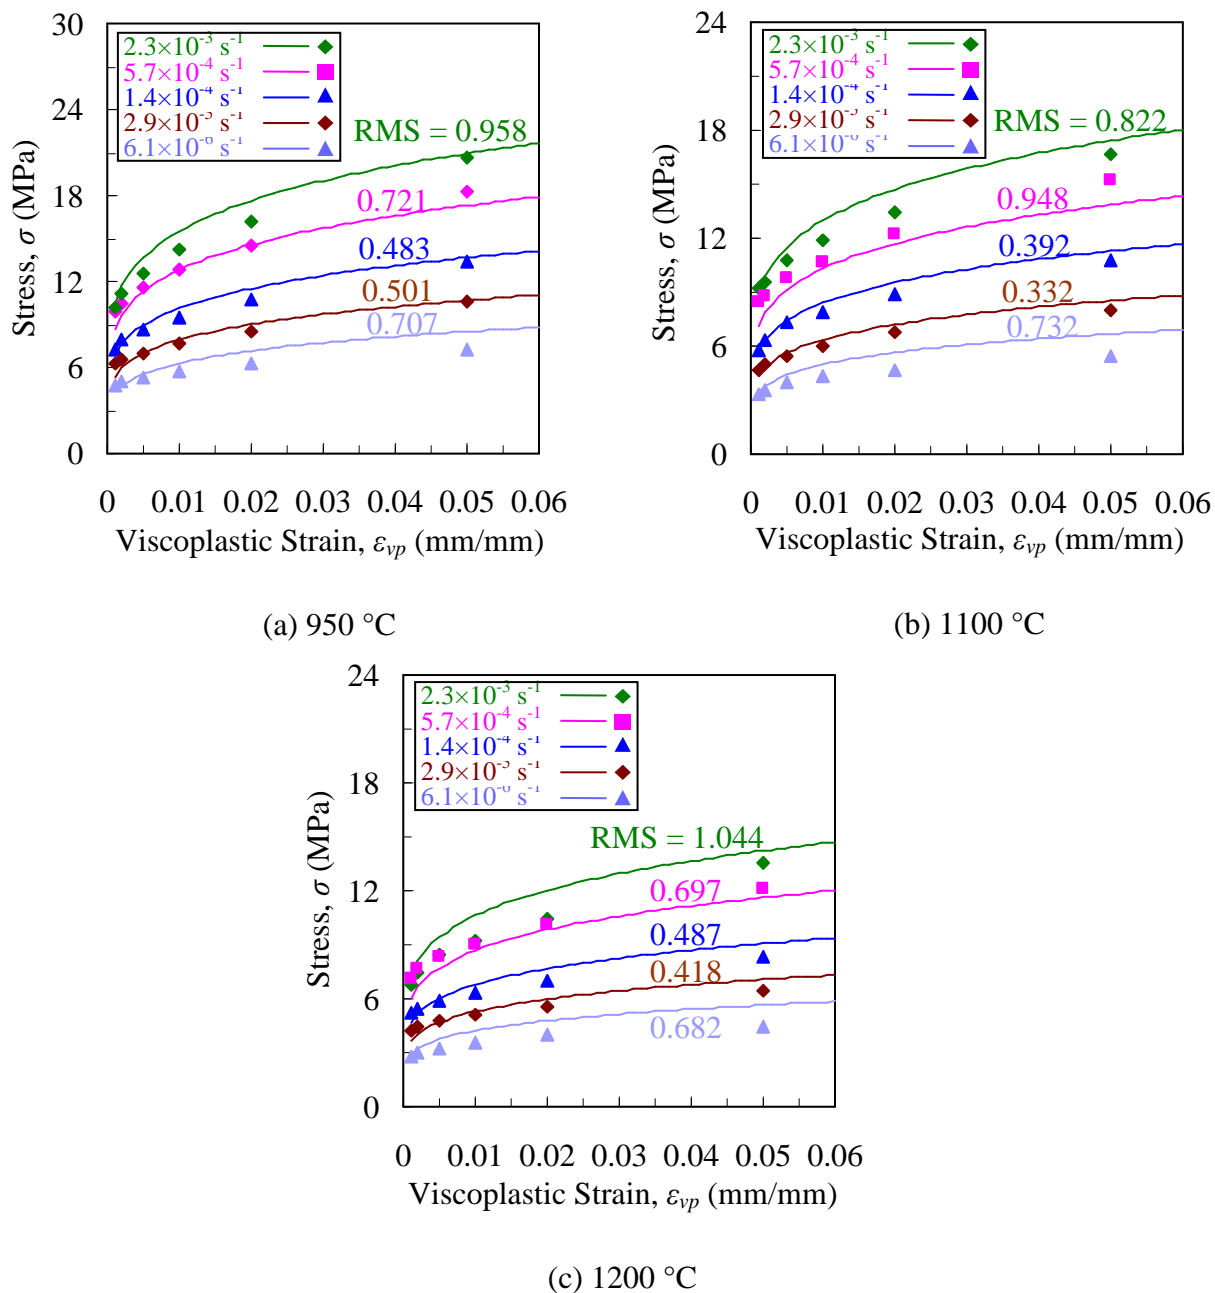 30
24
18
12
6
0
Stress, σ (MPa)
2.3×10⁻³ s⁻¹
5.7×10⁻⁴ s⁻¹
1.4×10⁻⁴ s⁻¹
2.9×10⁻⁵ s⁻¹
6.1×10⁻⁶ s⁻¹
RMS = 0.958
0.721
0.483
0.501
0.707
0 0.01 0.02 0.03 0.04 0.05 0.06
Viscoplastic Strain, εvp (mm/mm)
(a) 950 °C
24
18
12
6
0
Stress, σ (MPa)
2.3×10⁻³ s⁻¹
5.7×10⁻⁴ s⁻¹
1.4×10⁻⁴ s⁻¹
2.9×10⁻⁵ s⁻¹
6.1×10⁻⁶ s⁻¹
RMS = 0.822
0.948
0.392
0.332
0.732
0 0.01 0.02 0.03 0.04 0.05 0.06
Viscoplastic Strain, εvp (mm/mm)
(b) 1100 °C
24
18
12
6
0
Stress, σ (MPa)
2.3×10⁻³ s⁻¹
5.7×10⁻⁴ s⁻¹
1.4×10⁻⁴ s⁻¹
2.9×10⁻⁵ s⁻¹
6.1×10⁻⁶ s⁻¹
RMS = 1.044
0.697
0.487
0.418
0.682
0 0.01 0.02 0.03 0.04 0.05 0.06
Viscoplastic Strain, εvp (mm/mm)
(c) 1200 °C